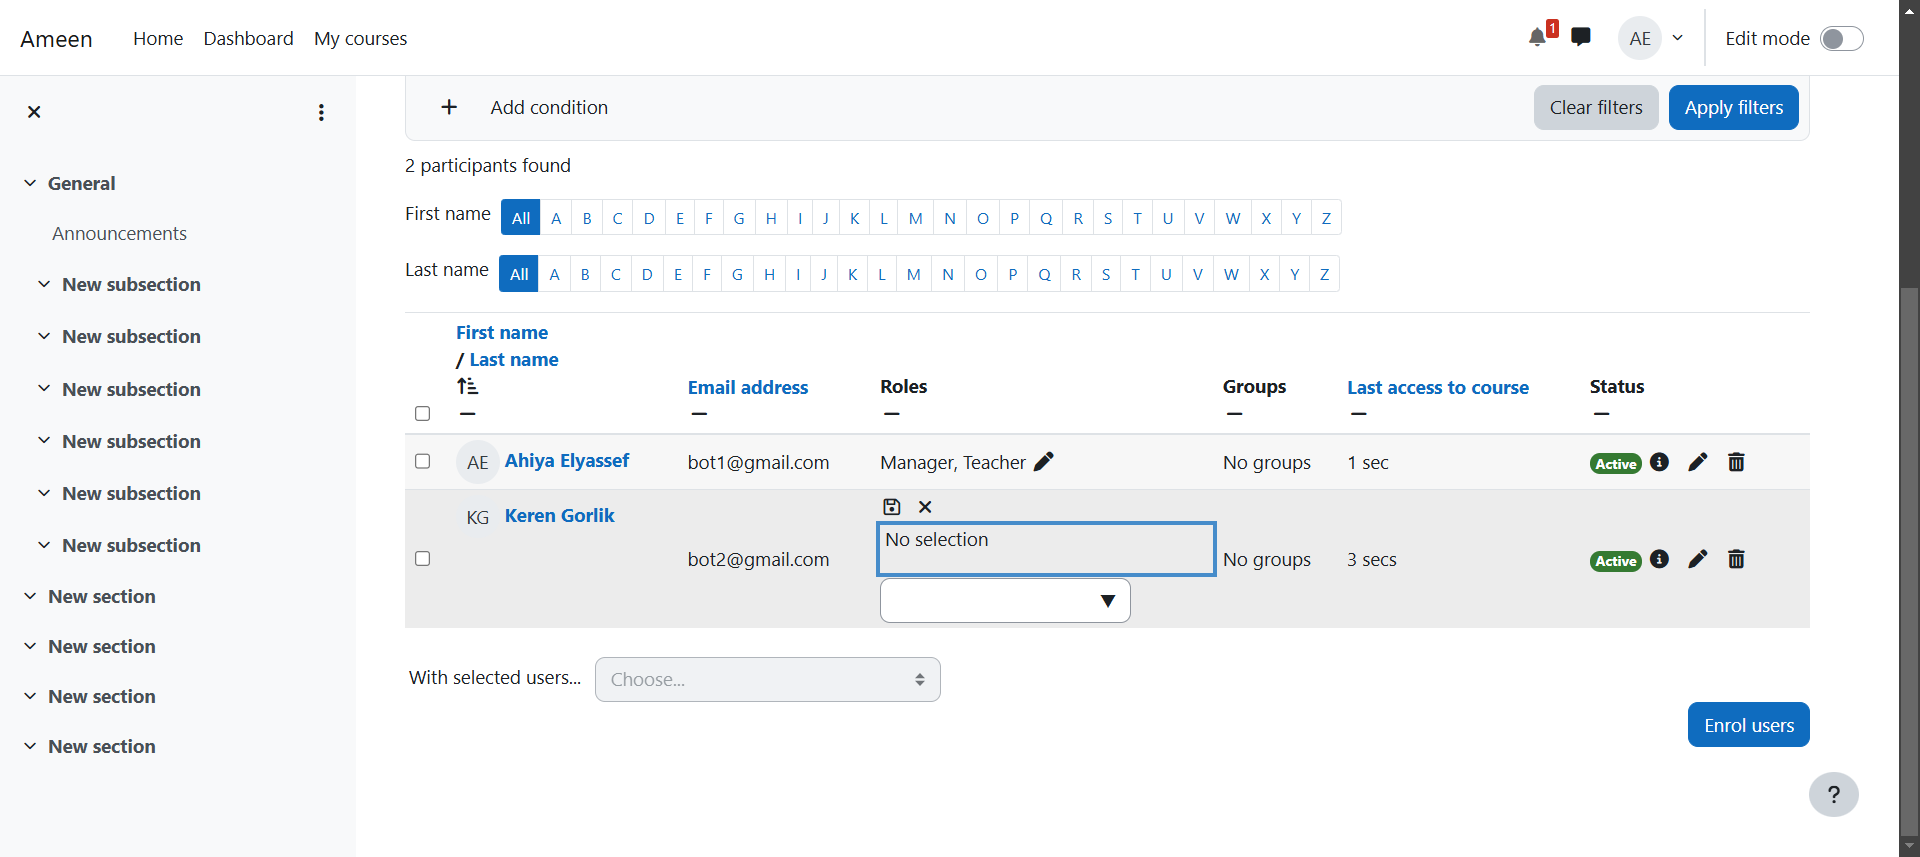 Ameen Home Dashboard My courses 1 AE Edit mode
General
Announcements
New subsection
New subsection
New subsection
New subsection
New subsection
New subsection
New section
New section
New section
New section
+ Add condition Clear filters Apply filters
2 participants found
First name All A B C D E F G H I J K L M N O P Q R S T U V W X Y Z
Last name All A B C D E F G H I J K L M N O P Q R S T U V W X Y Z
First name
/ Last name
Email address Roles Groups Last access to course Status
AE Ahiya Elyassef bot1@gmail.com Manager, Teacher No groups 1 sec Active
KG Keren Gorlik bot2@gmail.com No selection No groups 3 secs Active
With selected users... Choose...
Enrol users
?